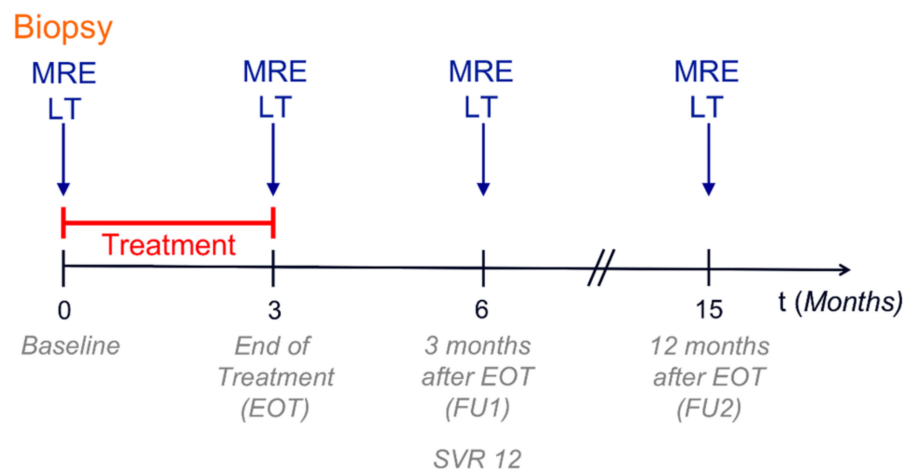 Biopsy
MRE MRE MRE MRE
LT LT LT LT
Treatment
0 3 6 15 t (Months)
Baseline End of 3 months 12 months
Treatment after EOT after EOT
(EOT) (FU1) (FU2)
SVR 12